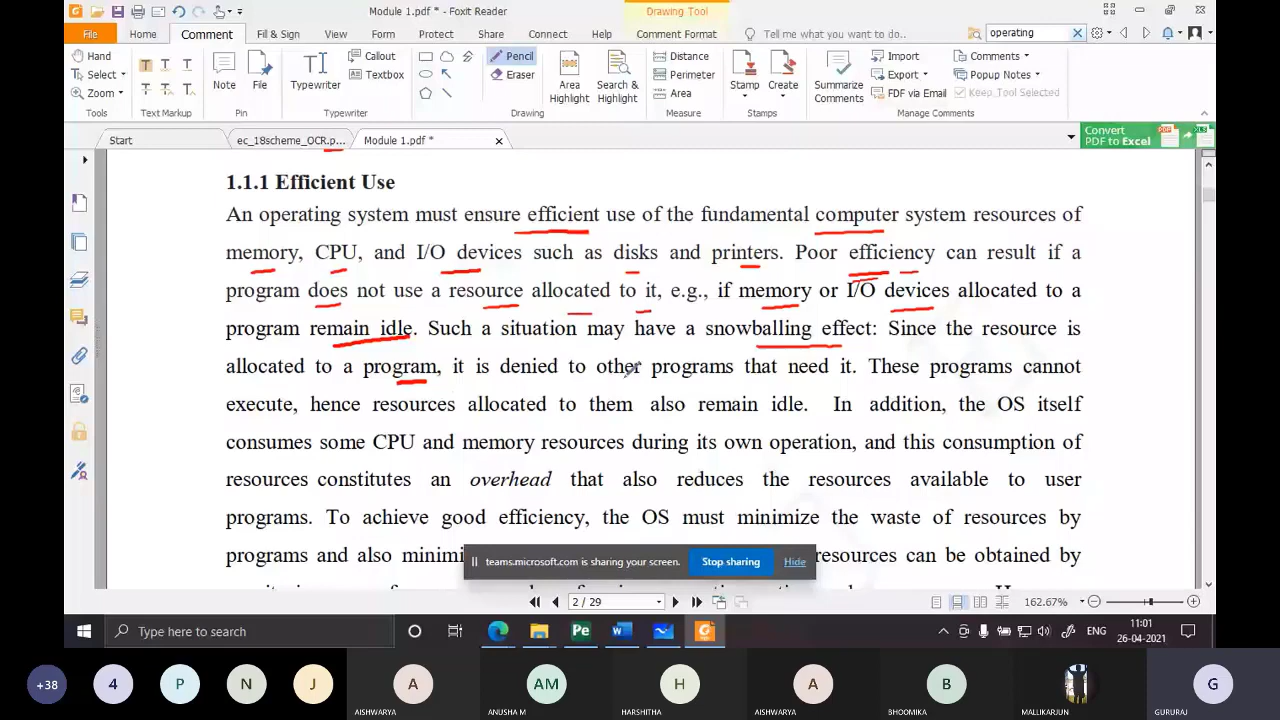 Module 1.pdf * - Foxit Reader
Drawing Tool
File Home Comment Fill & Sign View Form Protect Share Connect Help Comment Format Tell me what you want to do... operating
Hand
Select
Zoom
Tools
Text Markup
Note
File
Pin
Typewriter
Callout
Textbox
Typewriter
Pencil
Eraser
Area Highlight
Search & Highlight
Drawing
Distance
Perimeter
Area
Measure
Stamp
Create
Stamps
Summarize Comments
Import
Export
FDF via Email
Comments
Popup Notes
Keep Tool Selected
Manage Comments
Start
ec_18scheme_OCR.p...
Module 1.pdf *
Convert
PDF to Excel
1.1.1 Efficient Use
An operating system must ensure efficient use of the fundamental computer system resources of
memory, CPU, and I/O devices such as disks and printers. Poor efficiency can result if a
program does not use a resource allocated to it, e.g., if memory or I/O devices allocated to a
program remain idle. Such a situation may have a snowballing effect: Since the resource is
allocated to a program, it is denied to other programs that need it. These programs cannot
execute, hence resources allocated to them also remain idle. In addition, the OS itself
consumes some CPU and memory resources during its own operation, and this consumption of
resources constitutes an overhead that also reduces the resources available to user
programs. To achieve good efficiency, the OS must minimize the waste of resources by
programs and also minimi resources can be obtained by
teams.microsoft.com is sharing your screen. Stop sharing Hide
2 / 29
162.67%
Type here to search
ENG
11:01
26-04-2021
+38 4 P N J A AM H A B G
AISHWARYA ANUSHA M HARSHITHA AISHWARYA BHOOMIKA MALLIKARJUN GURURAJ